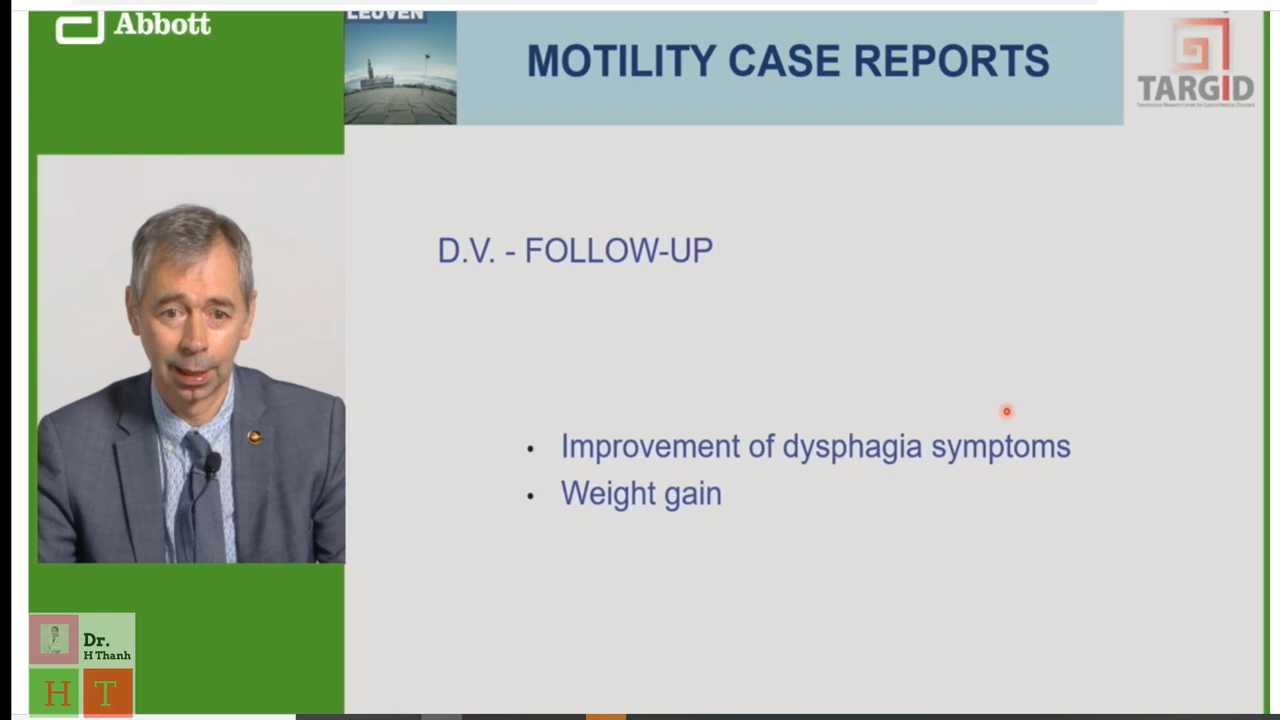 Abbott
LEUVEN
MOTILITY CASE REPORTS
TARGID
D.V. - FOLLOW-UP
• Improvement of dysphagia symptoms
• Weight gain
Dr.
H Thanh
H T